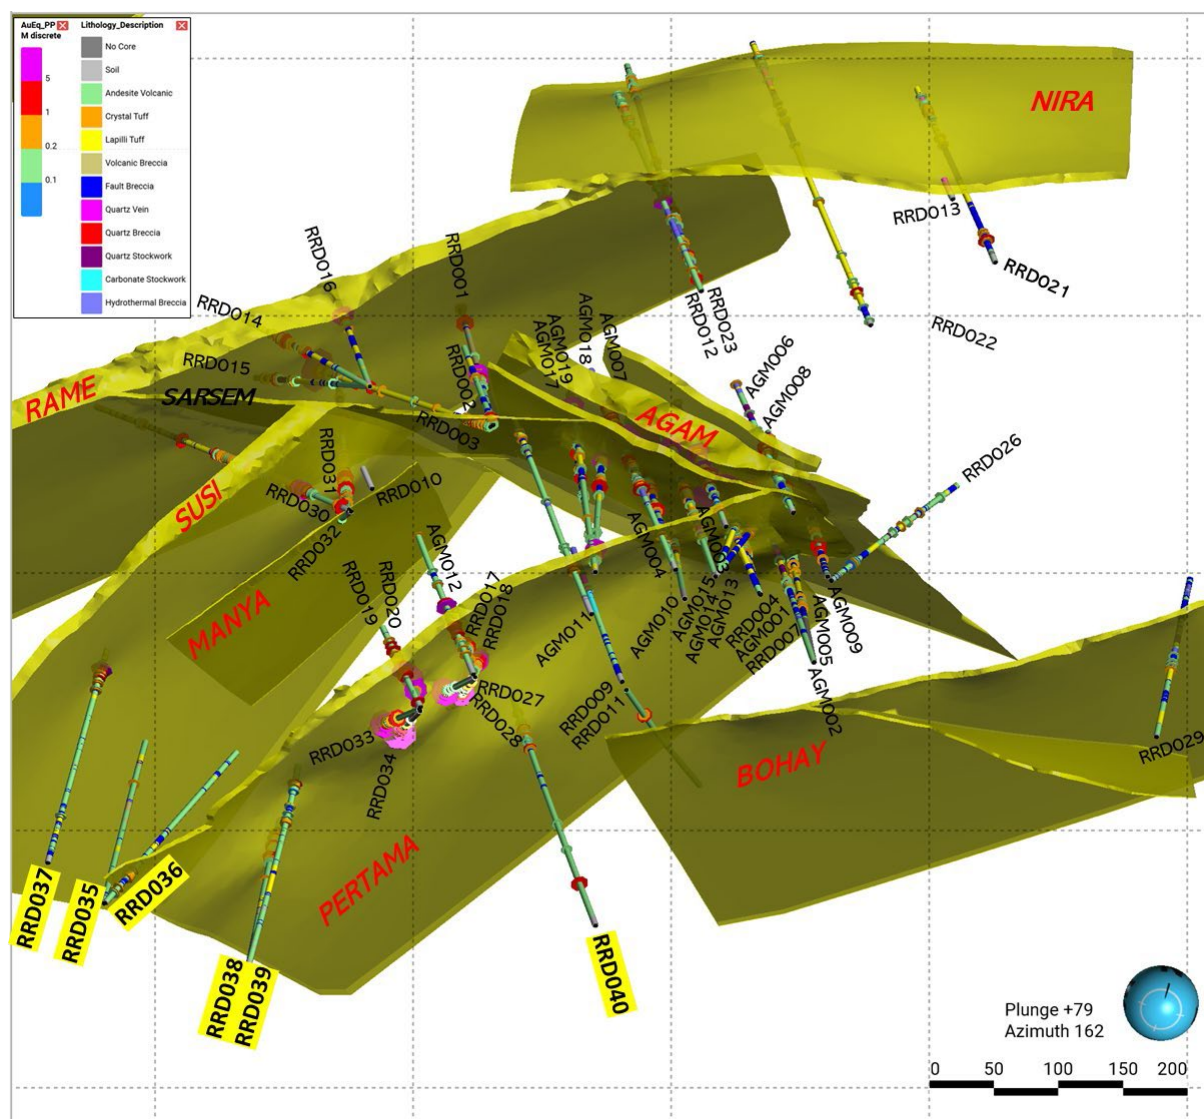 AuEq_PP
M discrete
5
1
0.2
0.1
Lithology_Description
No Core
Soil
Andesite Volcanic
Crystal Tuff
Lapilli Tuff
Volcanic Breccia
Fault Breccia
Quartz Vein
Quartz Breccia
Quartz Stockwork
Carbonate Stockwork
Hydrothermal Breccia
NIRA
RRD013
RRD021
RRD016
RRD001
RRD014
RRD023
RRD012
RRD022
AGM018
AGM007
AGM019
AGM017
AGM006
AGM008
RRD015
RRD002
RAME
SARSEM
RRD003
AGAM
RRD026
RRD031
RRD010
SUSI
RRD030
RRD032
AGM012
AGM004
AGM003
RRD019
RRD020
RRD017
RRD018
MANYA
AGM011
AGM010
AGM015
AGM014
AGM013
RRD004
AGM001
RRD007
AGM005
AGM009
AGM002
RRD027
RRD028
RRD009
RRD011
RRD033
RRD034
BOHAY
RRD029
PERTAMA
RRD037
RRD035
RRD036
RRD038
RRD039
RRD040
Plunge +79
Azimuth 162
0 50 100 150 200